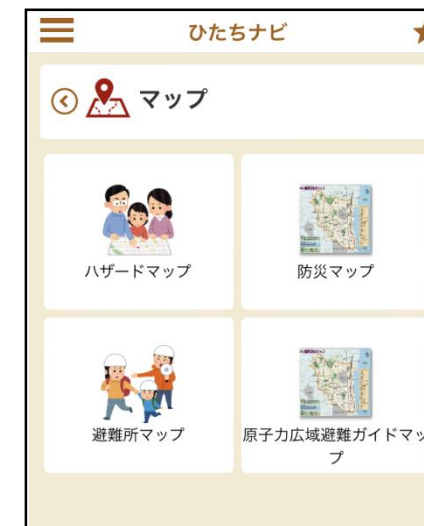 ひたちナビ
マップ
ハザードマップ
防災マップ
避難所マップ
原子力広域避難ガイドマッ
プ